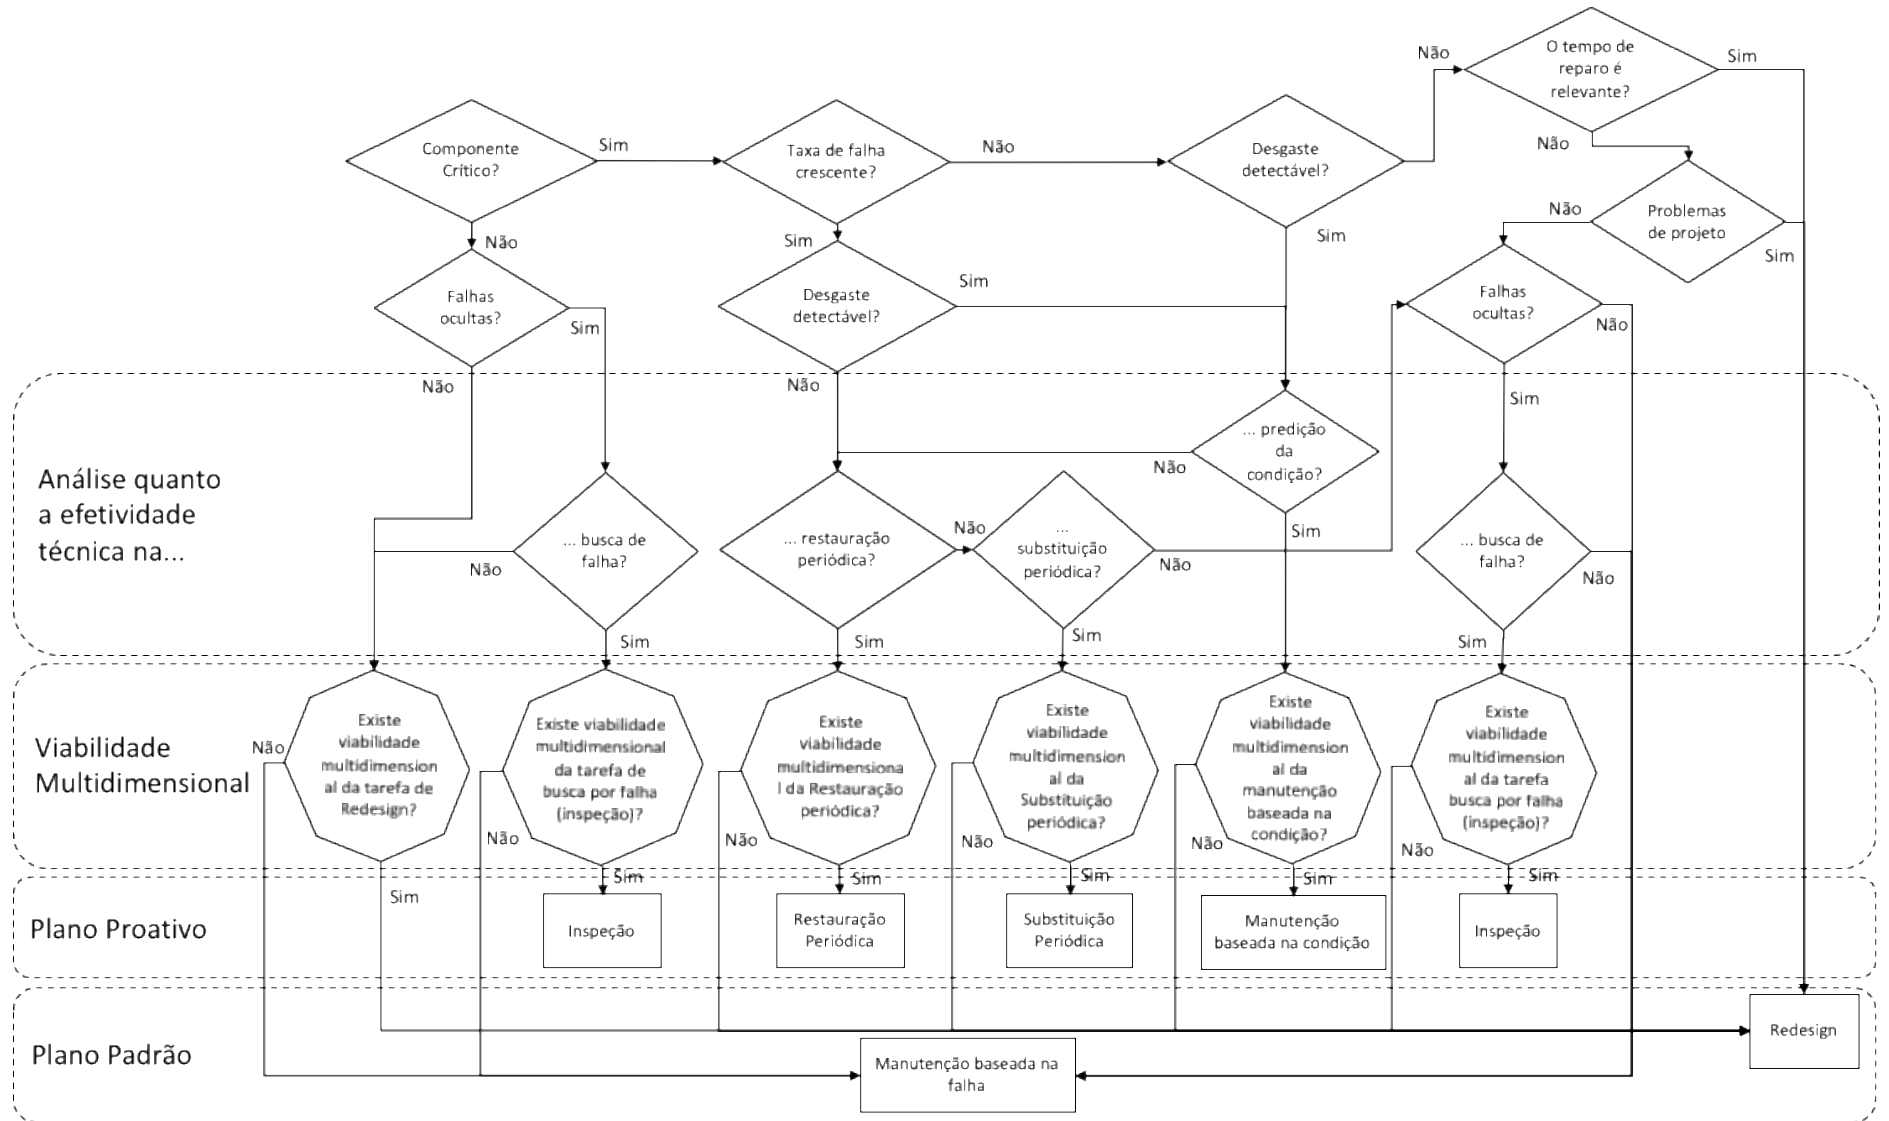 O tempo de
reparo é
relevante?
Não
Sim
Componente
Crítico?
Sim
Não
Taxa de falha
crescente?
Não
Sim
Desgaste
detectável?
Sim
Não
Problemas
de projeto
Não
Sim
Falhas
ocultas?
Sim
Não
Desgaste
detectável?
Sim
Não
Falhas
ocultas?
Não
Sim
Análise quanto
a efetividade
técnica na...
... busca de
falha?
Não
Sim
... restauração
periódica?
Não
Sim
...
substituição
periódica?
Não
Sim
... predição
da
condição?
Não
Sim
... busca de
falha?
Não
Sim
Viabilidade
Multidimensional
Existe
viabilidade
multidimension
al da tarefa de
Redesign?
Não
Sim
Existe viabilidade
multidimensional
da tarefa de
busca por falha
(inspeção)?
Não
Sim
Existe
viabilidade
multidimensiona
l da Restauração
periódica?
Não
Sim
Existe
viabilidade
multidimension
al da
Substituição
periódica?
Não
Sim
Existe
viabilidade
multidimension
al da
manutenção
baseada na
condição?
Não
Sim
Existe
viabilidade
multidimension
al da tarefa
busca por falha
(inspeção)?
Não
Sim
Plano Proativo
Inspeção
Restauração
Periódica
Substituição
Periódica
Manutenção
baseada na condição
Inspeção
Plano Padrão
Manutenção baseada na
falha
Redesign